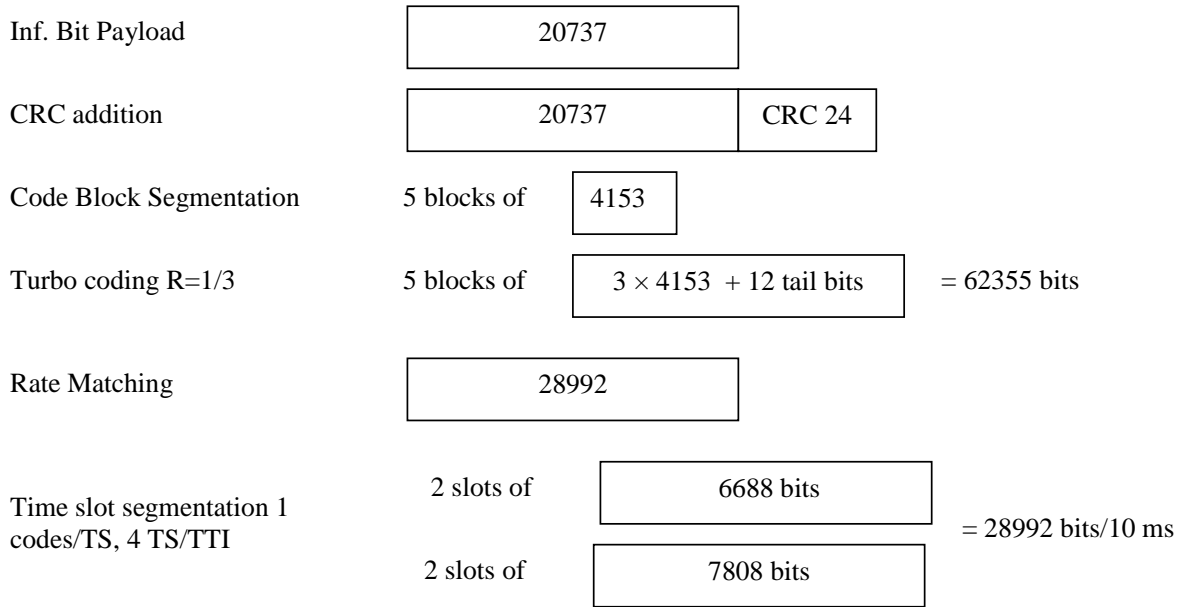 Inf. Bit Payload 20737
CRC addition 20737 CRC 24
Code Block Segmentation 5 blocks of 4153
Turbo coding R=1/3 5 blocks of 3 × 4153 + 12 tail bits = 62355 bits
Rate Matching 28992
2 slots of 6688 bits
Time slot segmentation 1
codes/TS, 4 TS/TTI
= 28992 bits/10 ms
2 slots of 7808 bits